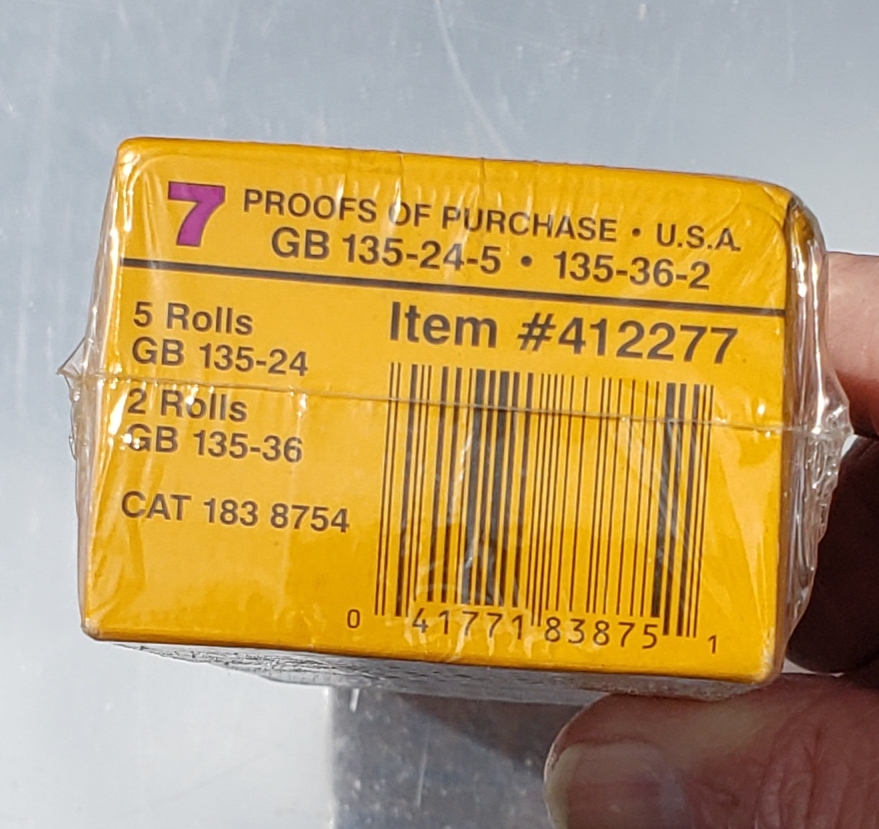 7 PROOFS OF PURCHASE • U.S.A.
GB 135-24-5 • 135-36-2
5 Rolls
GB 135-24
2 Rolls
GB 135-36
CAT 183 8754
Item #412277
0 41771 83875 1